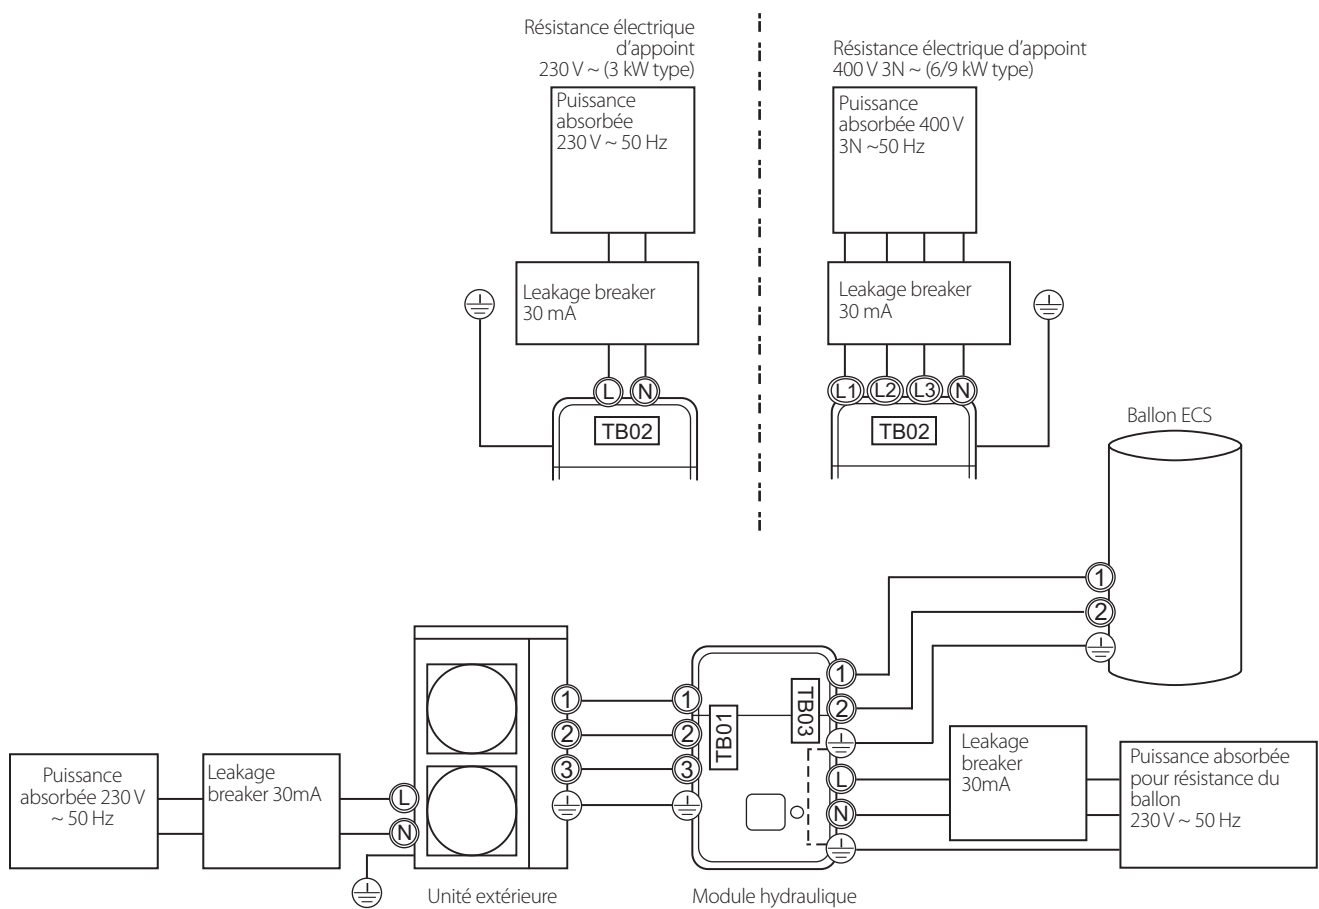 Résistance électrique
d'appoint
230 V ~ (3 kW type)
Puissance
absorbée
230 V ~ 50 Hz
Leakage breaker
30 mA
L
N
TB02
Résistance électrique d'appoint
400 V 3N ~ (6/9 kW type)
Puissance
absorbée 400 V
3N ~50 Hz
Leakage breaker
30 mA
L1
L2
L3
N
TB02
Ballon ECS
1
2
Puissance
absorbée 230 V
~ 50 Hz
Leakage
breaker 30mA
L
N
Unité extérieure
1
2
3
1
2
3
TB01
TB03
1
2
L
N
Module hydraulique
Leakage
breaker
30mA
Puissance absorbée
pour résistance du
ballon
230 V ~ 50 Hz